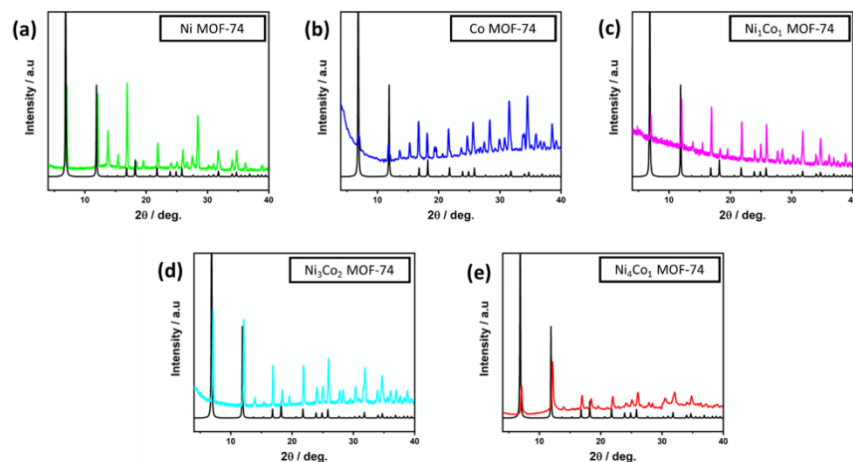 (a)
Ni MOF-74
Intensity / a.u
10 20 30 40
2θ / deg.
(b)
Co MOF-74
Intensity / a.u
10 20 30 40
2θ / deg.
(c)
Ni₁Co₁ MOF-74
Intensity / a.u
10 20 30 40
2θ / deg.
(d)
Ni₃Co₂ MOF-74
Intensity / a.u
10 20 30 40
2θ / deg.
(e)
Ni₄Co₁ MOF-74
Intensity / a.u
10 20 30 40
2θ / deg.